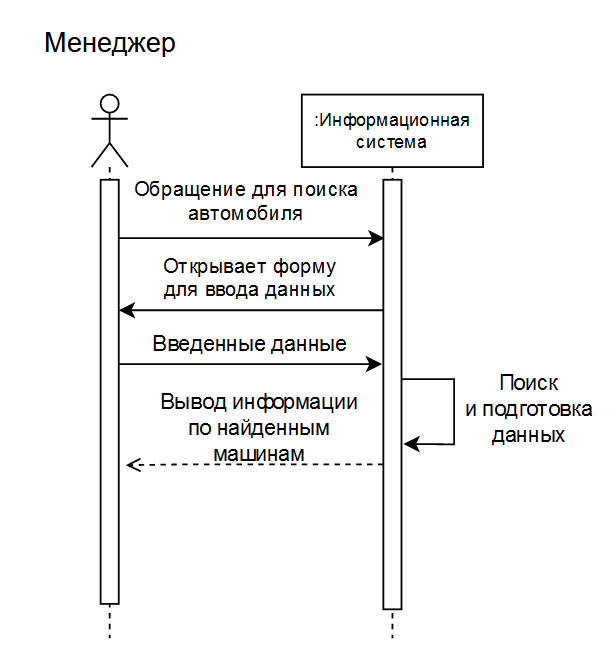 Менеджер
:Информационная
система
Обращение для поиска
автомобиля
Открывает форму
для ввода данных
Введенные данные
Поиск
и подготовка
данных
Вывод информации
по найденным
машинам